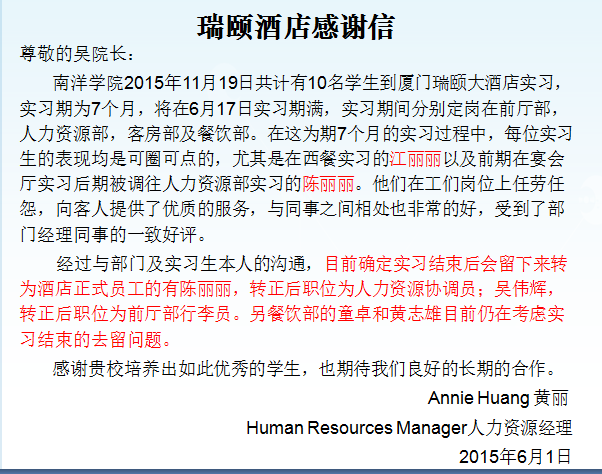 瑞颐酒店感谢信
尊敬的吴院长：
南洋学院2015年11月19日共计有10名学生到厦门瑞颐大酒店实习，
实习期为7个月，将在6月17日实习期满，实习期间分别定岗在前厅部，
人力资源部，客房部及餐饮部。在这为期7个月的实习过程中，每位实习
生的表现均是可圈可点的，尤其是在西餐实习的江丽丽以及前期在宴会
厅实习后期被调往人力资源部实习的陈丽丽。他们在工们岗位上任劳任
怨，向客人提供了优质的服务，与同事之间相处也非常的好，受到了部
门经理同事的一致好评。
经过与部门及实习生本人的沟通，目前确定实习结束后会留下来转
为酒店正式员工的有陈丽丽，转正后职位为人力资源协调员；吴伟辉，
转正后职位为前厅部行李员。另餐饮部的童卓和黄志雄目前仍在考虑实
习结束的去留问题。
感谢贵校培养出如此优秀的学生，也期待我们良好的长期的合作。
Annie Huang 黄丽
Human Resources Manager人力资源经理
2015年6月1日